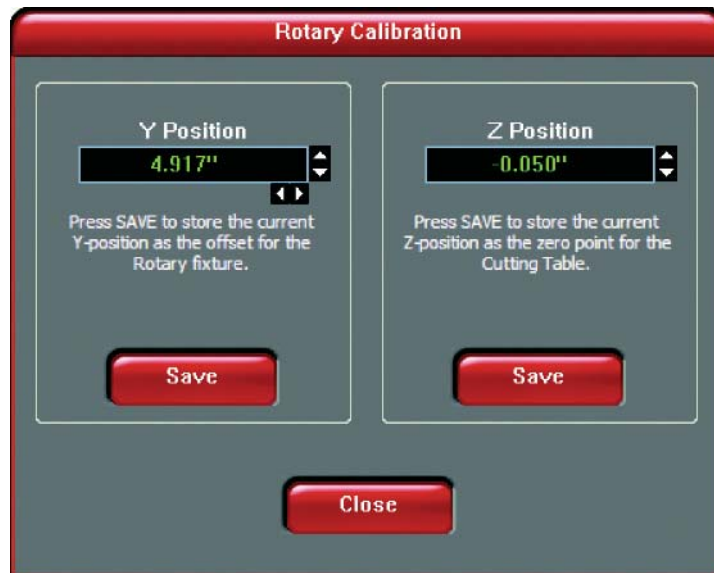 Rotary Calibration
Y Position
4.917"
Press SAVE to store the current
Y-position as the offset for the
Rotary fixture.
Save
Z Position
-0.050"
Press SAVE to store the current
Z-position as the zero point for the
Cutting Table.
Save
Close